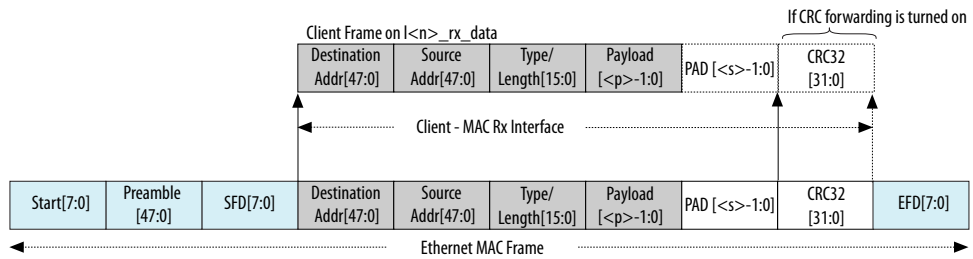 If CRC forwarding is turned on
Client Frame on l<n>_rx_data
Destination Addr[47:0]
Source Addr[47:0]
Type/ Length[15:0]
Payload [<p>-1:0]
PAD [<s>-1:0]
CRC32 [31:0]
Client - MAC Rx Interface
Start[7:0]
Preamble [47:0]
SFD[7:0]
Destination Addr[47:0]
Source Addr[47:0]
Type/ Length[15:0]
Payload [<p>-1:0]
PAD [<s>-1:0]
CRC32 [31:0]
EFD[7:0]
Ethernet MAC Frame